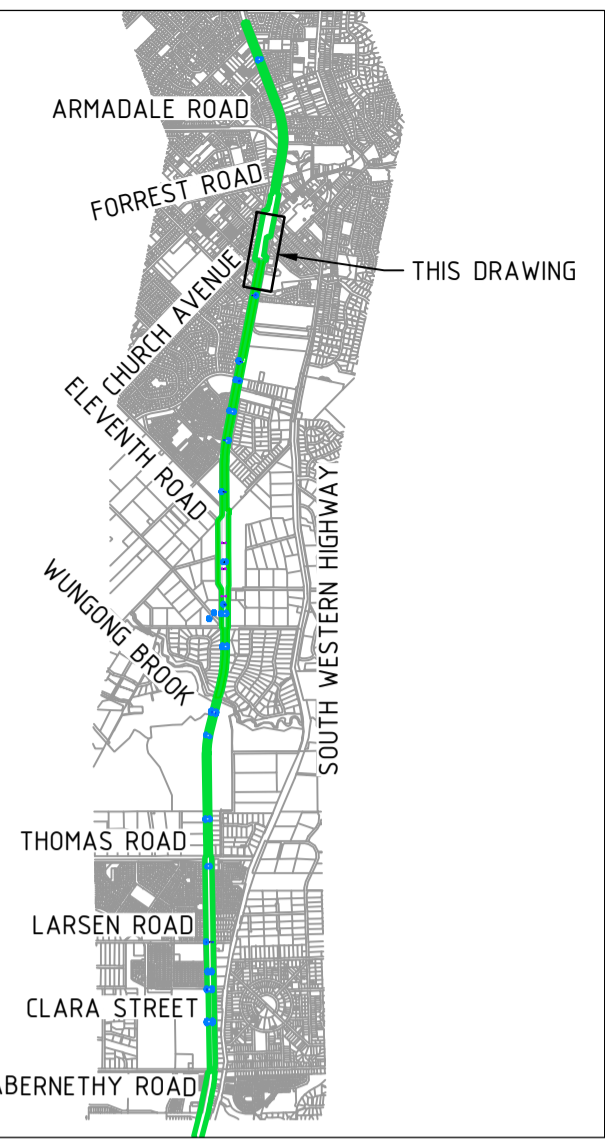 ARMADALE ROAD
FORREST ROAD
THIS DRAWING
CHURCH AVENUE
ELEVENTH ROAD
SOUTH WESTERN HIGHWAY
WUNGONG BROOK
THOMAS ROAD
LARSEN ROAD
CLARA STREET
ABERNETHY ROAD